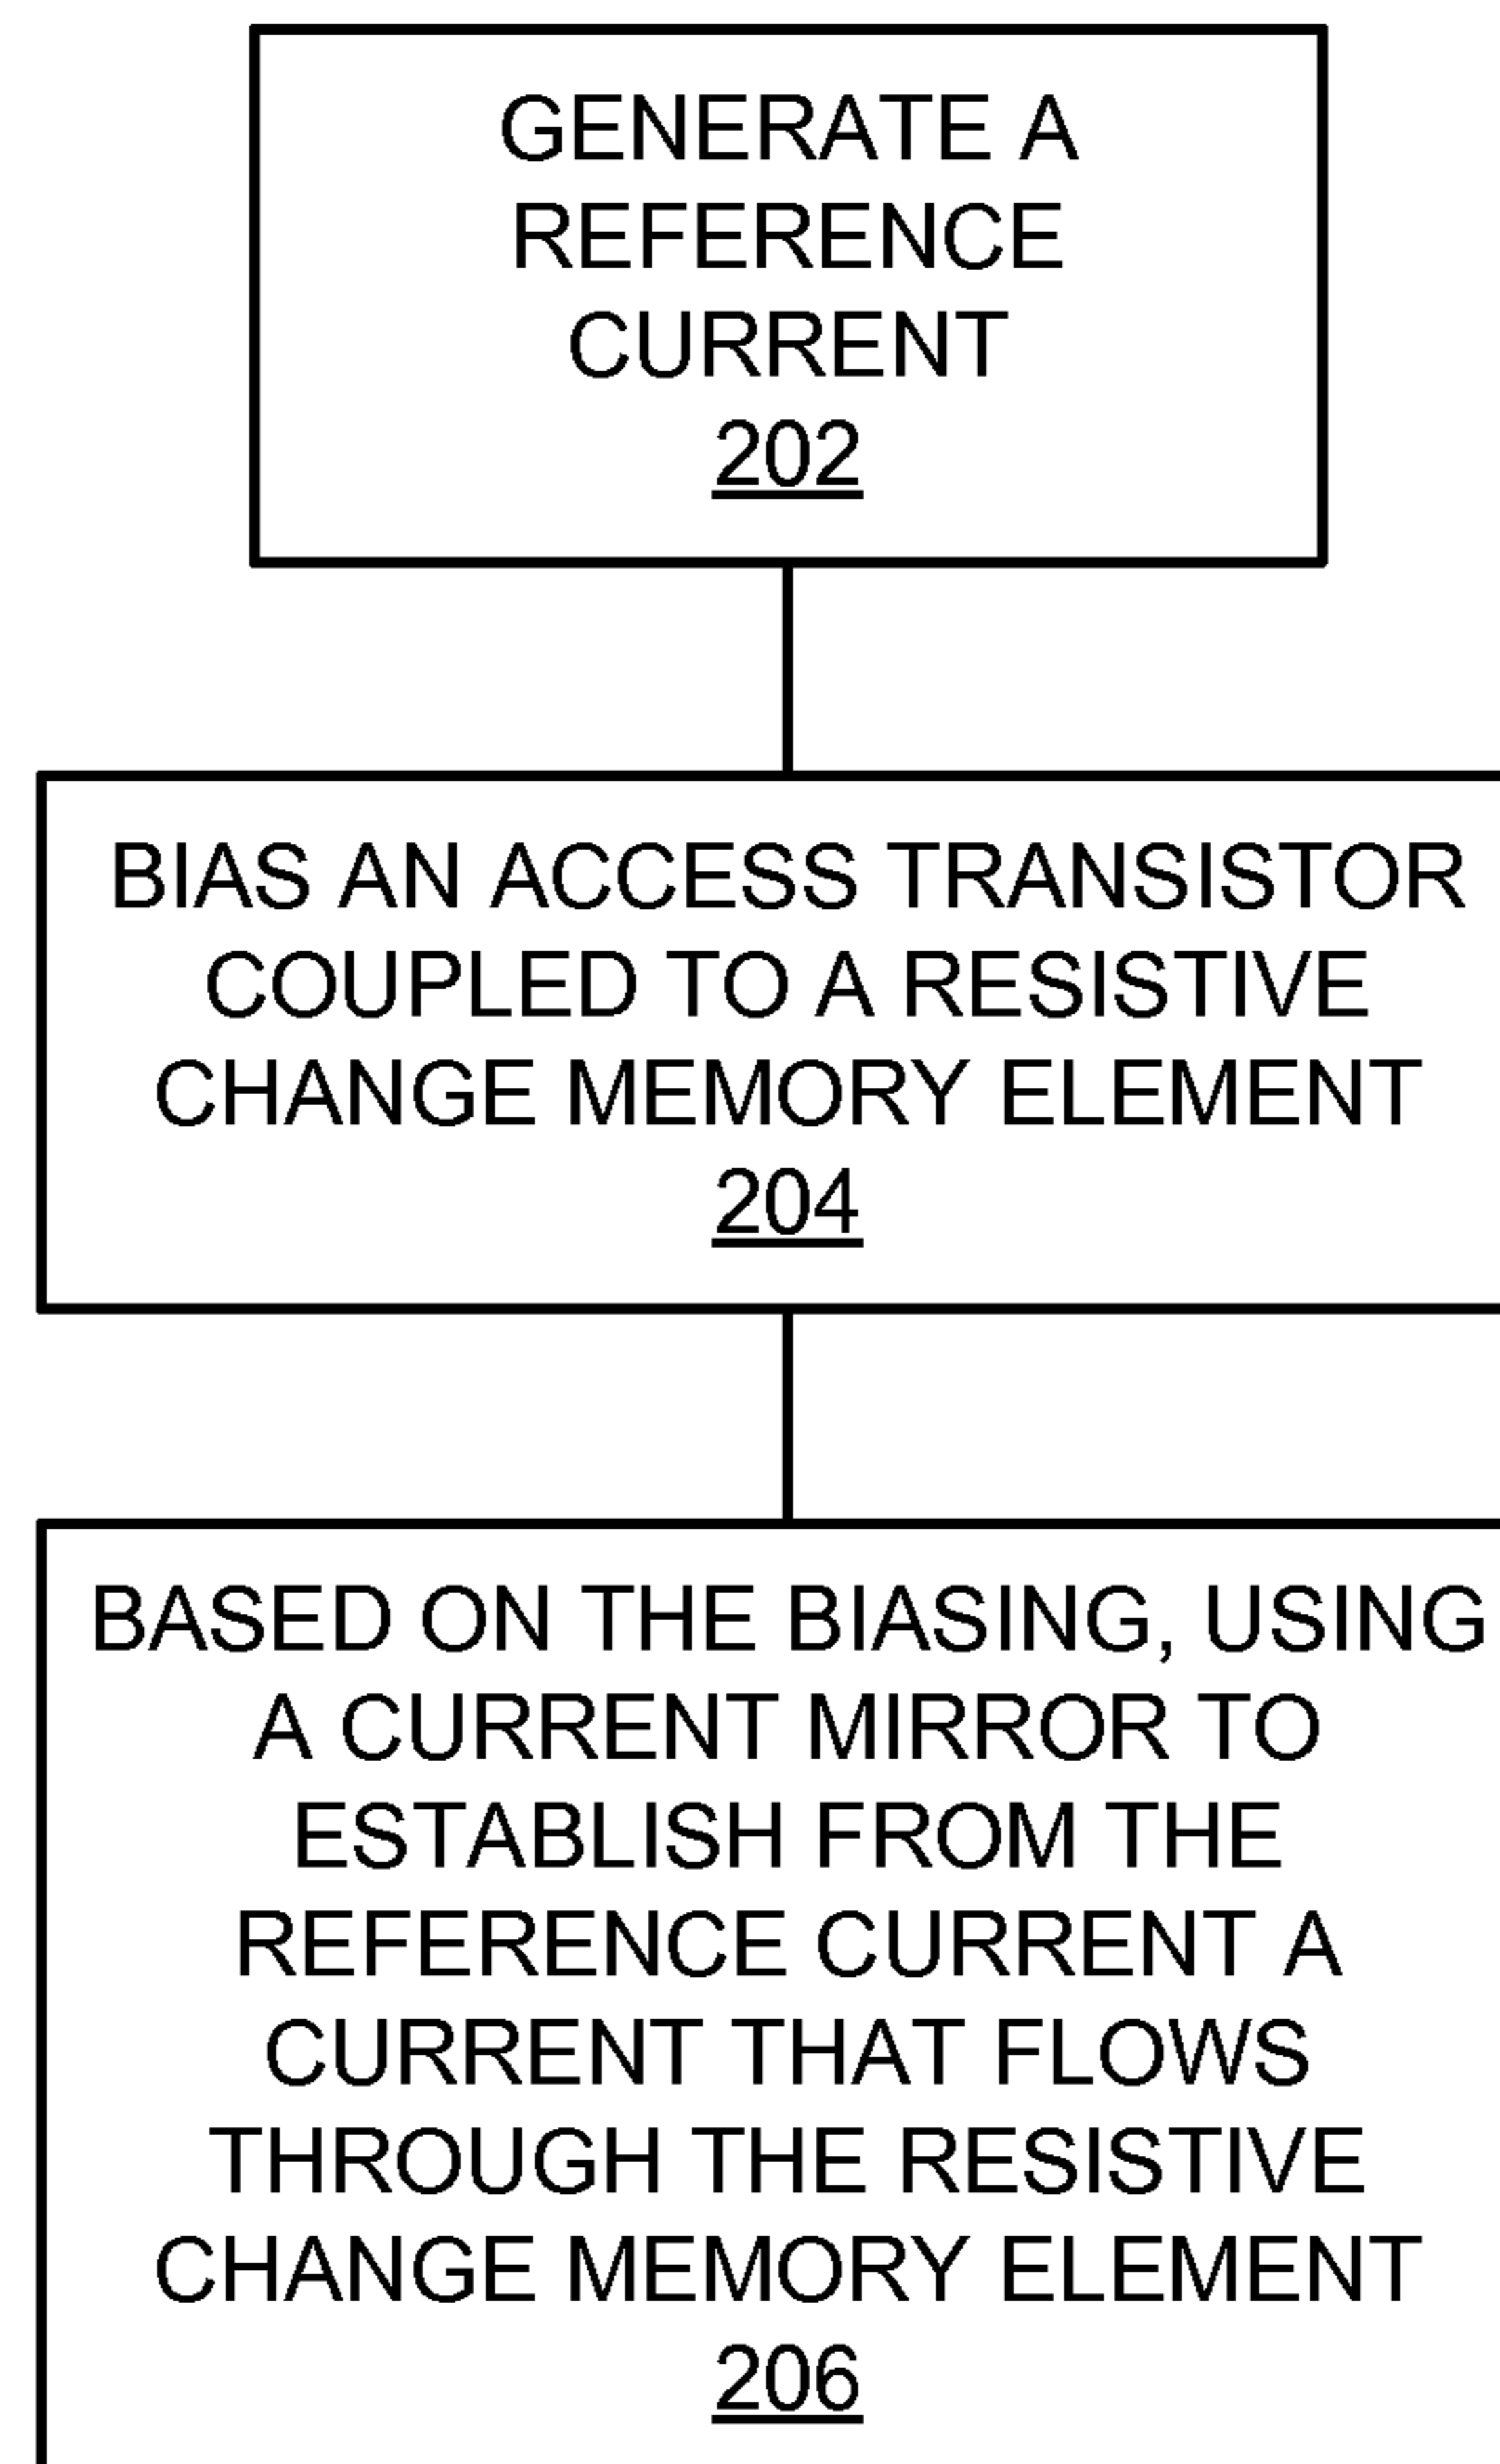 GENERATE A
REFERENCE
CURRENT
202
BIAS AN ACCESS TRANSISTOR
COUPLED TO A RESISTIVE
CHANGE MEMORY ELEMENT
204
BASED ON THE BIASING, USING
A CURRENT MIRROR TO
ESTABLISH FROM THE
REFERENCE CURRENT A
CURRENT THAT FLOWS
THROUGH THE RESISTIVE
CHANGE MEMORY ELEMENT
206